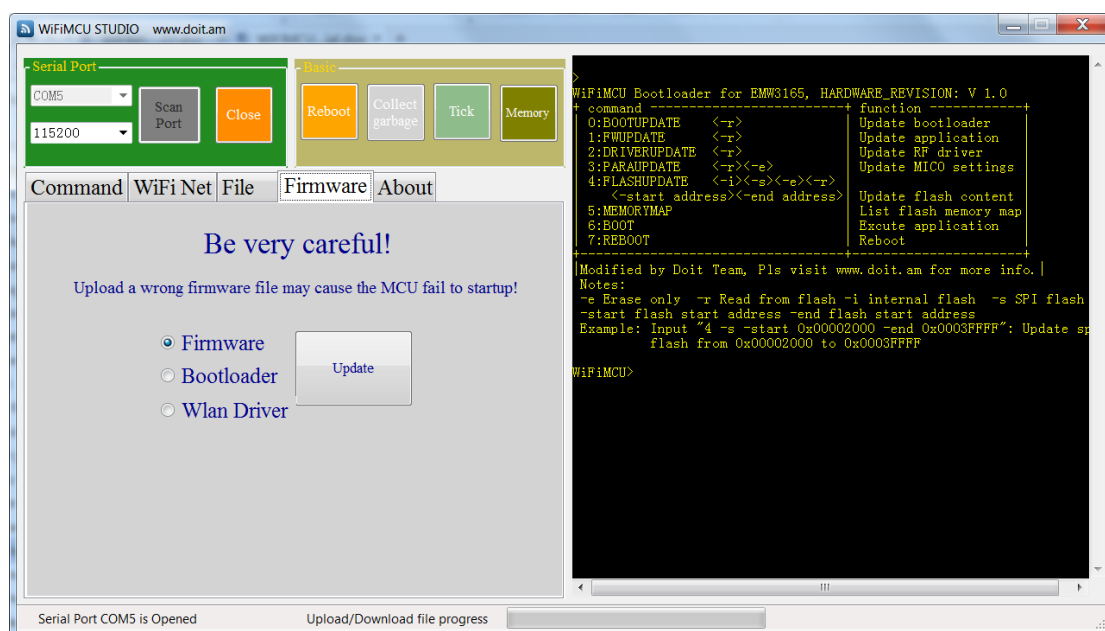 WiFiMCU STUDIO www.doit.am
Serial Port
COM5
115200
Scan Port
Close
Basic
Reboot
Collect garbage
Tick
Memory
Command WiFi Net File Firmware About
Be very careful!
Upload a wrong firmware file may cause the MCU fail to startup!
Firmware
Bootloader
Wlan Driver
Update
>
WiFiMCU Bootloader for EMW3165, HARDWARE_REVISION: V 1.0
+ command -------------------------+ function ------------+
| 0:BOOTUPDATE <-r> | Update bootloader |
| 1:FWUPDATE <-r> | Update application |
| 2:DRIVERUPDATE <-r> | Update RF driver |
| 3:PARAUPDATE <-r><-e> | Update MICO settings |
| 4:FLASHUPDATE <-i><-s><-e><-r> | |
| <-start address><-end address>| Update flash content |
| 5:MEMORYMAP | List flash memory map|
| 6:BOOT | Excute application |
| 7:REBOOT | Reboot |
+----------------------------------+----------------------+
|Modified by Doit Team, Pls visit www.doit.am for more info.|
Notes:
-e Erase only -r Read from flash -i internal flash -s SPI flash
-start flash start address -end flash start address
Example: Input "4 -s -start 0x00002000 -end 0x0003FFFF": Update sp
flash from 0x00002000 to 0x0003FFFF
WiFiMCU>
Serial Port COM5 is Opened
Upload/Download file progress